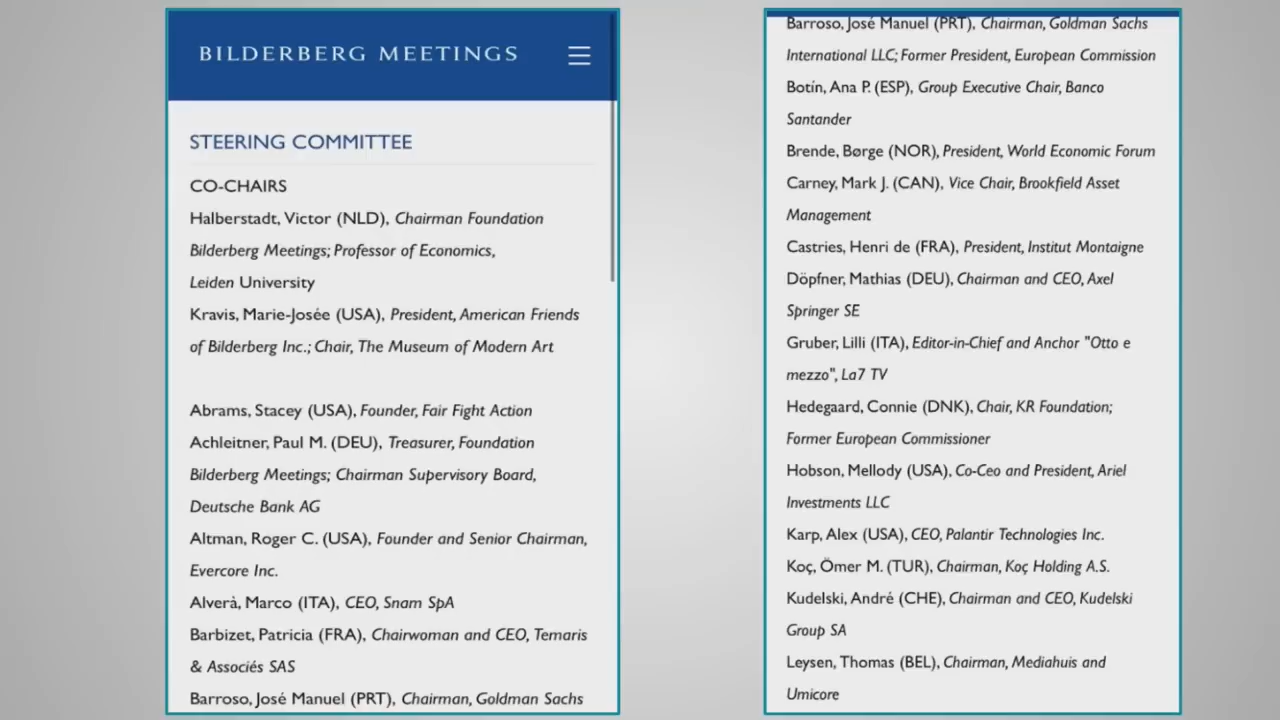 BILDERBERG MEETINGS
STEERING COMMITTEE
CO-CHAIRS
Halberstadt, Victor (NLD), Chairman Foundation
Bilderberg Meetings; Professor of Economics,
Leiden University
Kravis, Marie-Josée (USA), President, American Friends
of Bilderberg Inc.; Chair, The Museum of Modern Art
Abrams, Stacey (USA), Founder, Fair Fight Action
Achleitner, Paul M. (DEU), Treasurer, Foundation
Bilderberg Meetings; Chairman Supervisory Board,
Deutsche Bank AG
Altman, Roger C. (USA), Founder and Senior Chairman,
Evercore Inc.
Alverà, Marco (ITA), CEO, Snam SpA
Barbizet, Patricia (FRA), Chairwoman and CEO, Temaris
& Associés SAS
Barroso, José Manuel (PRT), Chairman, Goldman Sachs
Barroso, José Manuel (PRT), Chairman, Goldman Sachs
International LLC; Former President, European Commission
Botín, Ana P. (ESP), Group Executive Chair, Banco
Santander
Brende, Børge (NOR), President, World Economic Forum
Carney, Mark J. (CAN), Vice Chair, Brookfield Asset
Management
Castries, Henri de (FRA), President, Institut Montaigne
Döpfner, Mathias (DEU), Chairman and CEO, Axel
Springer SE
Gruber, Lilli (ITA), Editor-in-Chief and Anchor "Otto e
mezzo", La7 TV
Hedegaard, Connie (DNK), Chair, KR Foundation;
Former European Commissioner
Hobson, Mellody (USA), Co-Ceo and President, Ariel
Investments LLC
Karp, Alex (USA), CEO, Palantir Technologies Inc.
Koç, Ömer M. (TUR), Chairman, Koç Holding A.S.
Kudelski, André (CHE), Chairman and CEO, Kudelski
Group SA
Leysen, Thomas (BEL), Chairman, Mediahuis and
Umicore